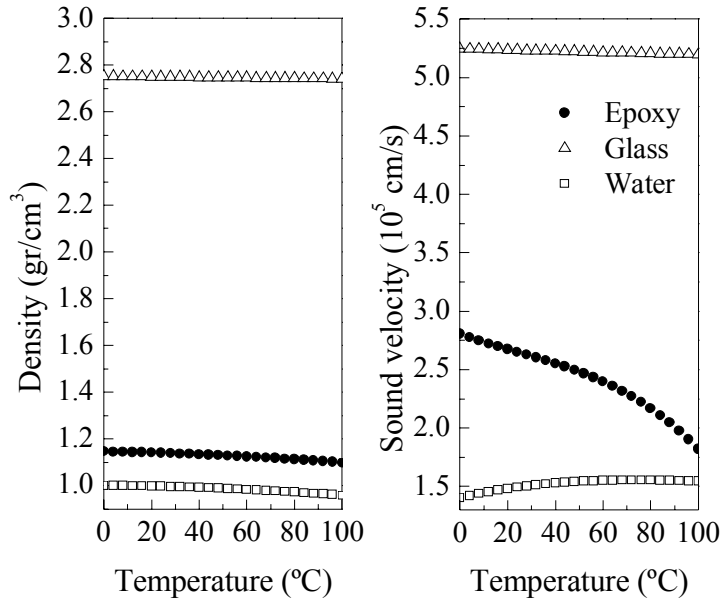 3.0
2.8
2.6
2.4
2.2
2.0
1.8
1.6
1.4
1.2
1.0
0 20 40 60 80 100
Density (gr/cm³)
Temperature (ºC)
5.5
5.0
4.5
4.0
3.5
3.0
2.5
2.0
1.5
0 20 40 60 80 100
Sound velocity (10⁵ cm/s)
Temperature (ºC)
Epoxy
Glass
Water